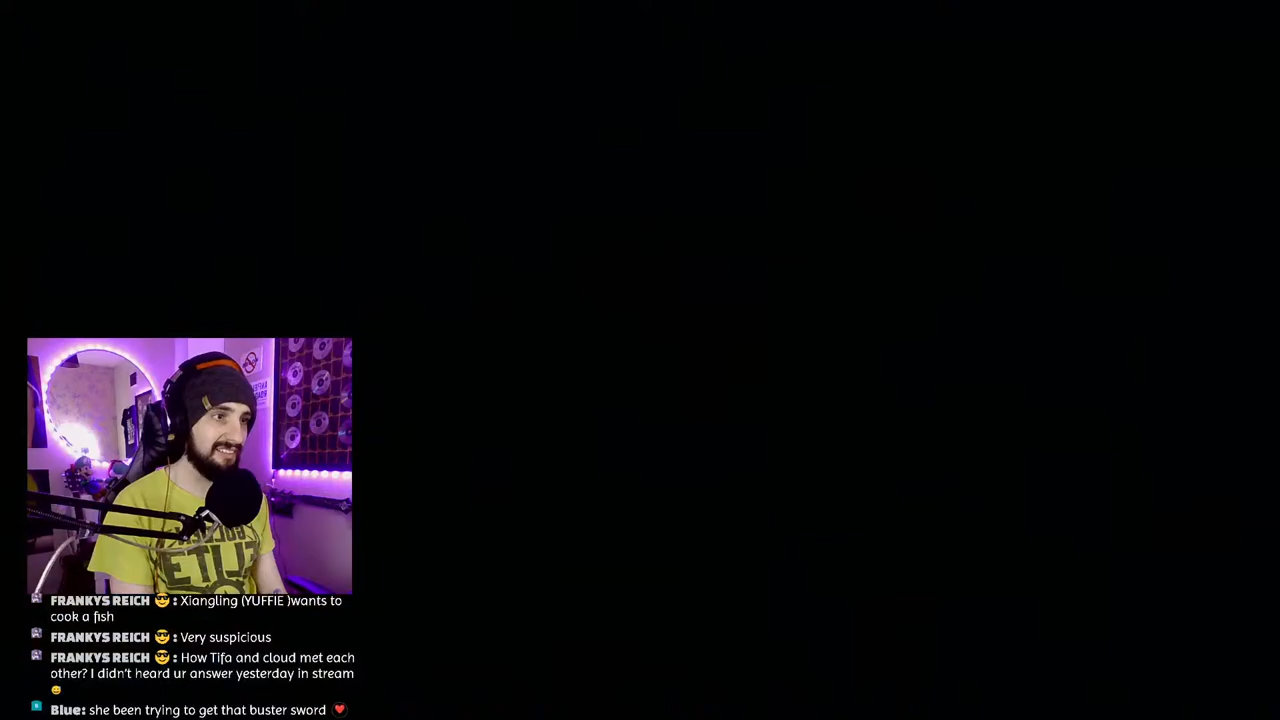 FRANKYS REICH 😎 : Xiangling (YUFFIE )wants to
cook a fish
FRANKYS REICH 😎 : Very suspicious
FRANKYS REICH 😎 : How Tifa and cloud met each
other? I didn't heard ur answer yesterday in stream
😅
Blue: she been trying to get that buster sword ❤️
ELITE